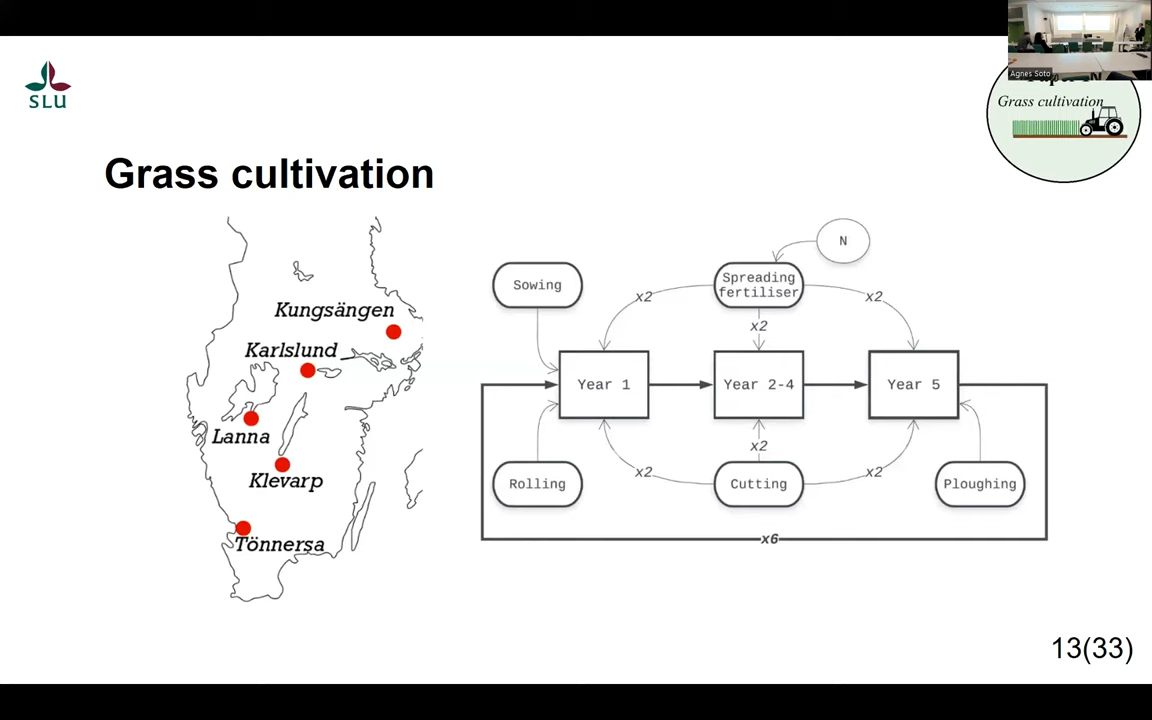 SLU
Agnes Soto
Grass cultivation
Grass cultivation
Kungsängen
Karlslund
Lanna
Klevarp
Tönnersa
N
Sowing
Spreading
fertiliser
x2
x2
x2
Year 1
Year 2-4
Year 5
x2
x2
x2
Rolling
Cutting
Ploughing
x6
13(33)